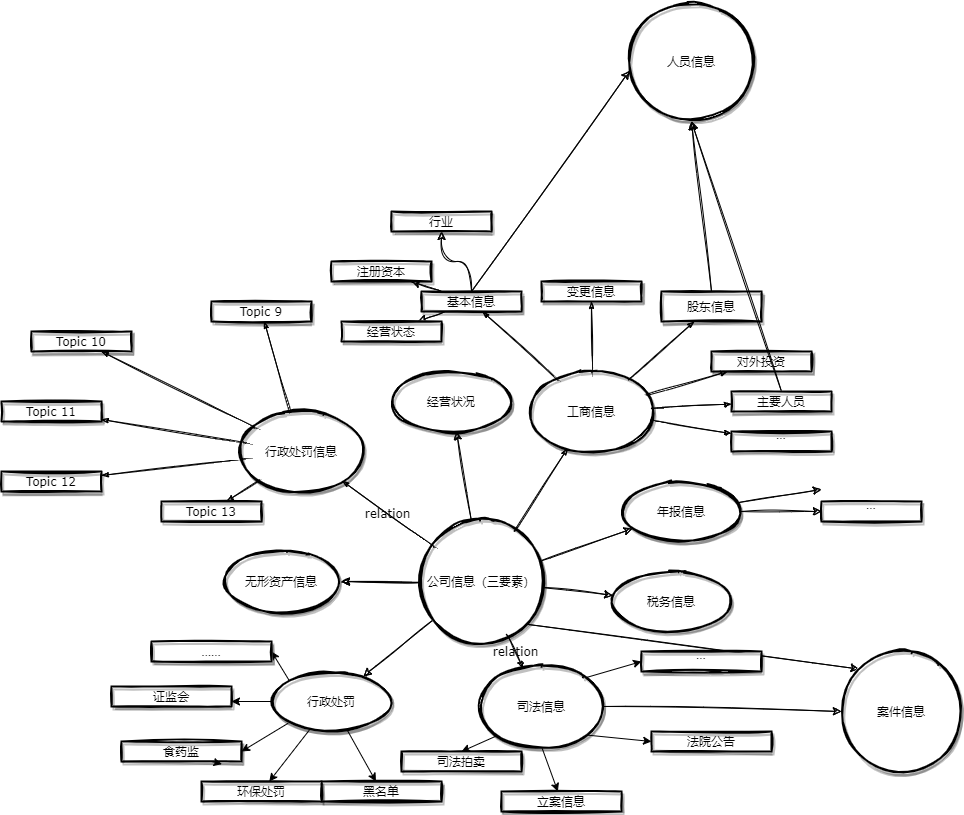 人员信息
行业
注册资本
变更信息
基本信息
股东信息
Topic 9
经营状态
Topic 10
对外投资
经营状况
主要人员
Topic 11
工商信息
...
行政处罚信息
Topic 12
Topic 13
relation
年报信息
...
无形资产信息
公司信息（三要素）
税务信息
relation
......
...
证监会
行政处罚
司法信息
案件信息
食药监
法院公告
司法拍卖
环保处罚
黑名单
立案信息